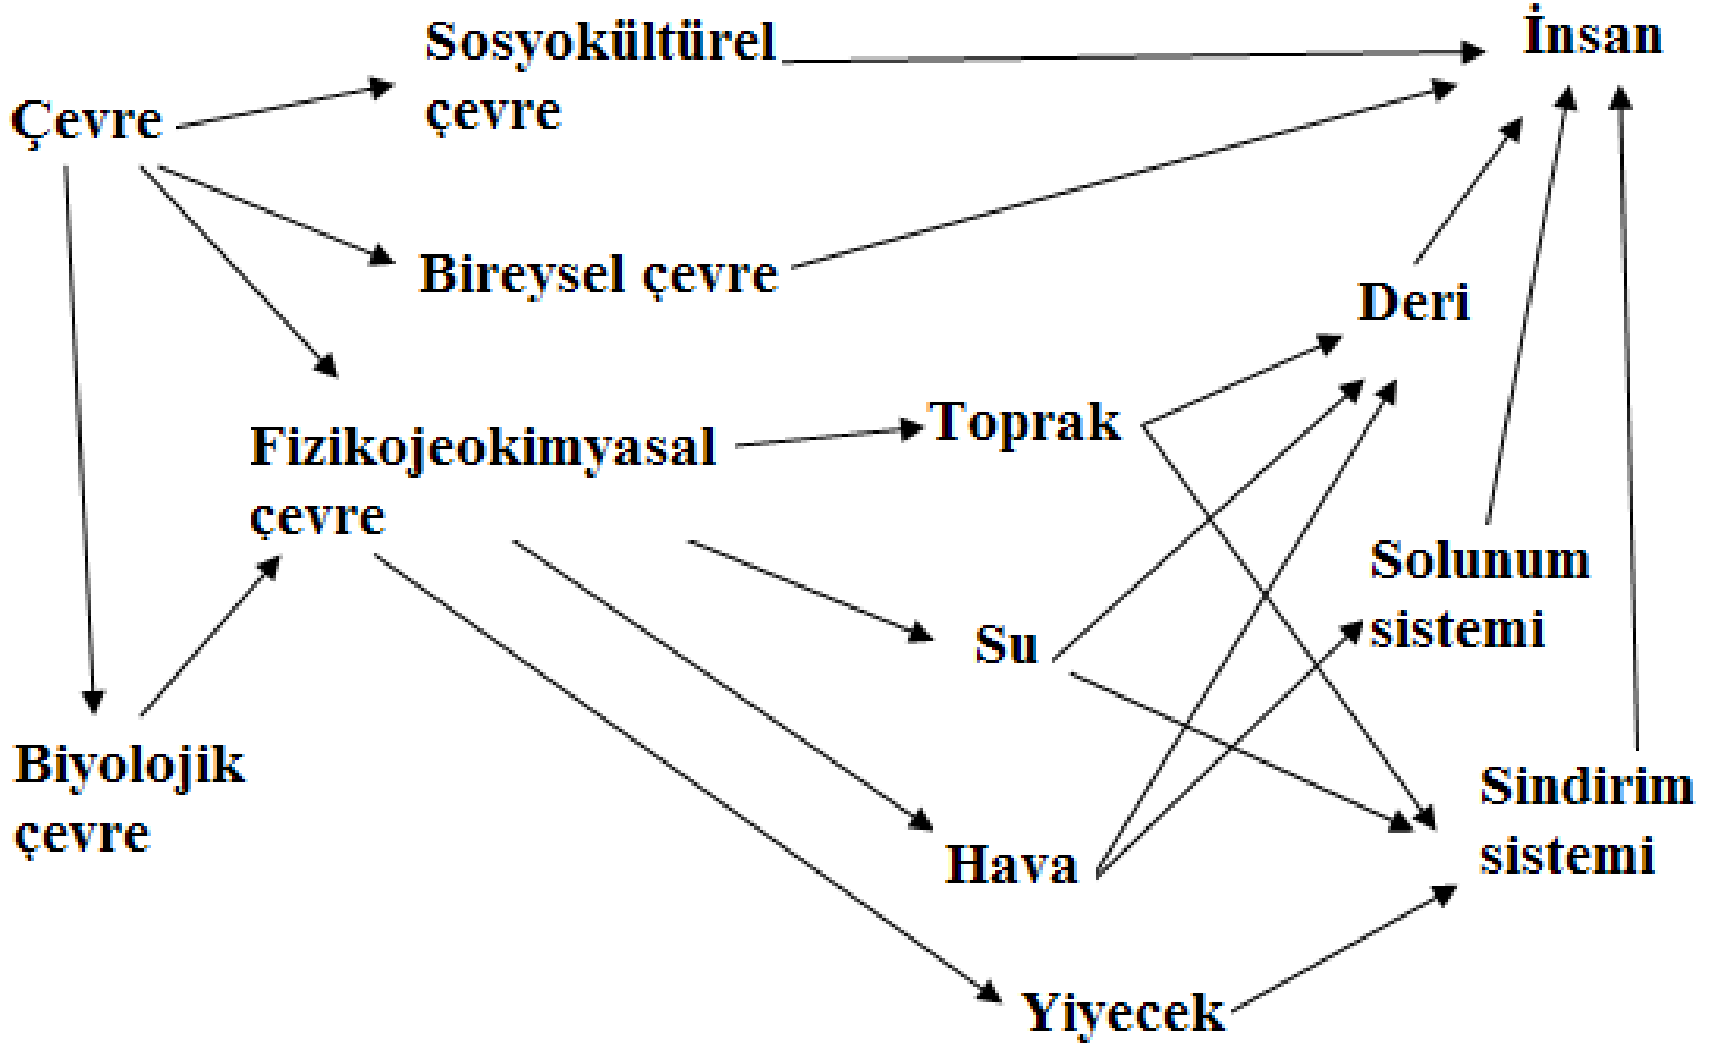 Sosyokültürel
çevre
İnsan
Çevre
Bireysel çevre
Deri
Fizikojeokimyasal
çevre
Toprak
Solunum
sistemi
Su
Biyolojik
çevre
Sindirim
sistemi
Hava
Yiyecek